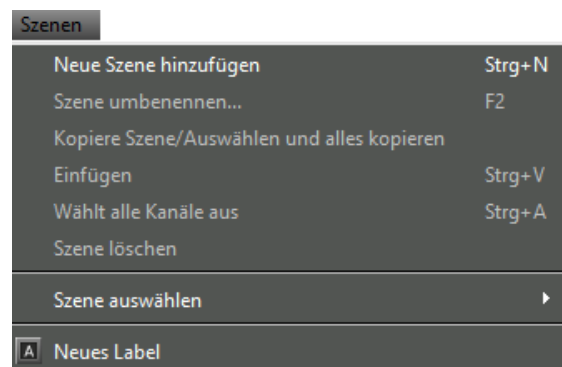 Szenen
Neue Szene hinzufügen Strg+N
Szene umbenennen... F2
Kopiere Szene/Auswählen und alles kopieren
Einfügen Strg+V
Wählt alle Kanäle aus Strg+A
Szene löschen
Szene auswählen
A Neues Label